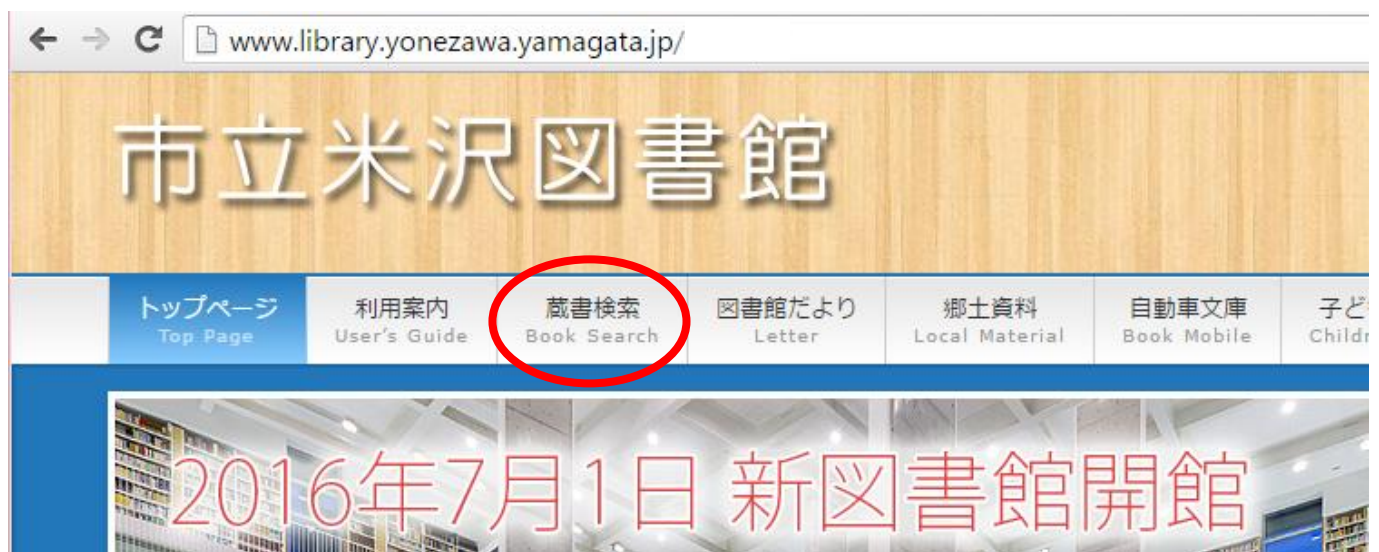 www.library.yonezawa.yamagata.jp/
市立米沢図書館
トップページ 利用案内 蔵書検索 図書館だより 郷土資料 自動車文庫 子ど
Top Page User's Guide Book Search Letter Local Material Book Mobile Childr
2016年7月1日 新図書館開館